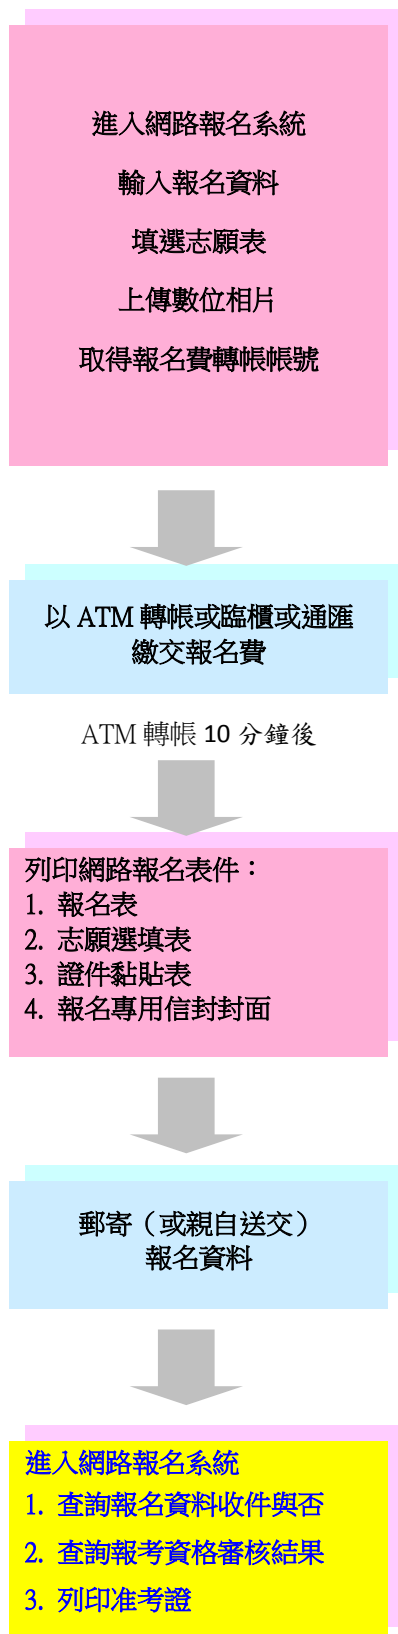 進入網路報名系統
輸入報名資料
填選志願表
上傳數位相片
取得報名費轉帳帳號
以 ATM 轉帳或臨櫃或通匯
繳交報名費
ATM 轉帳 10 分鐘後
列印網路報名表件：
1. 報名表
2. 志願選填表
3. 證件黏貼表
4. 報名專用信封封面
郵寄（或親自送交）
報名資料
進入網路報名系統
1. 查詢報名資料收件與否
2. 查詢報考資格審核結果
3. 列印准考證